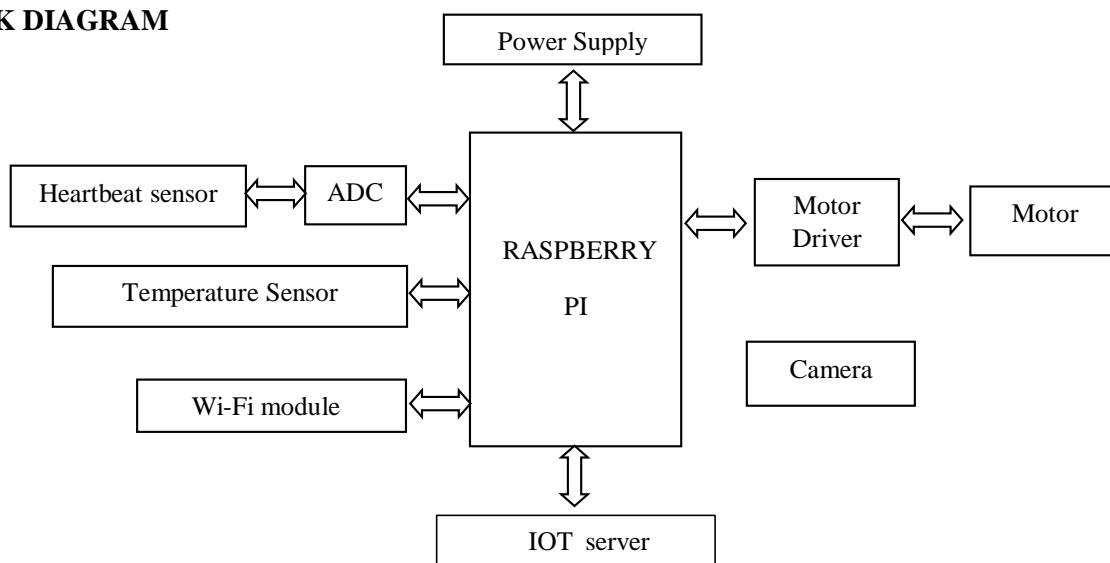 K DIAGRAM
Power Supply
Heartbeat sensor
ADC
Motor
Driver
Motor
RASPBERRY
PI
Temperature Sensor
Camera
Wi-Fi module
IOT server